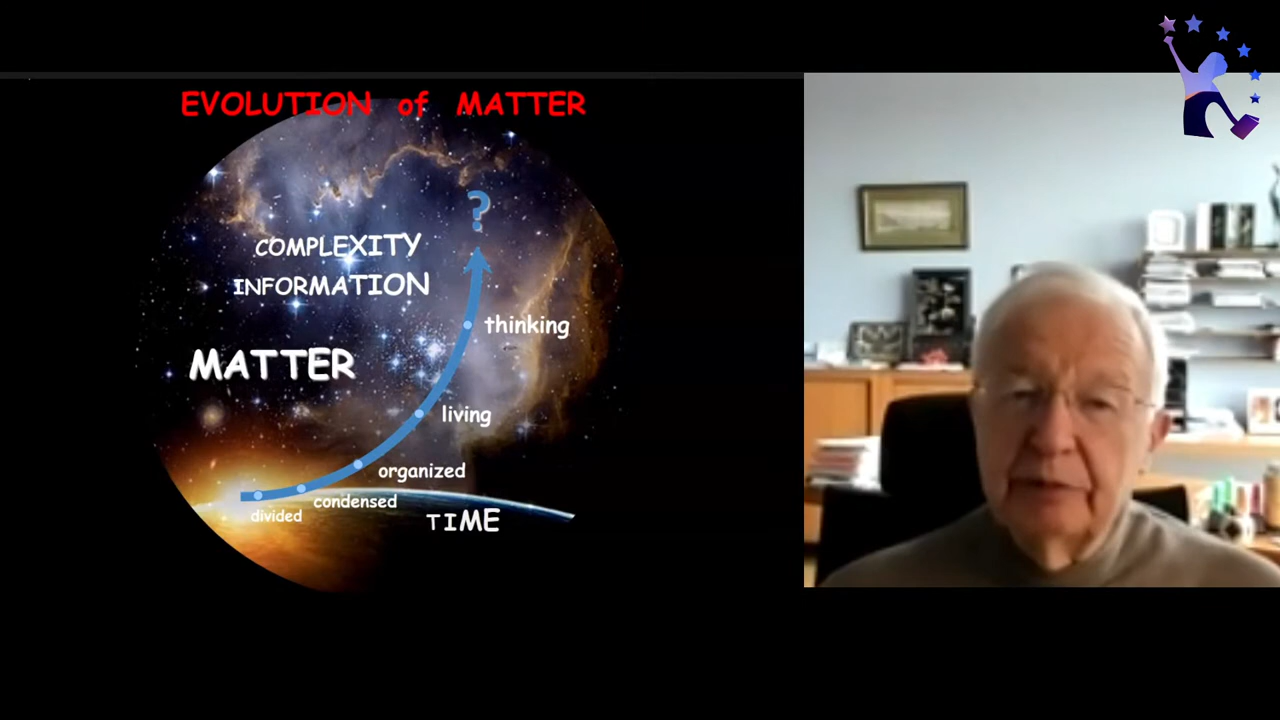 EVOLUTION of MATTER
?
COMPLEXITY
INFORMATION
thinking
MATTER
living
organized
condensed
divided
TIME